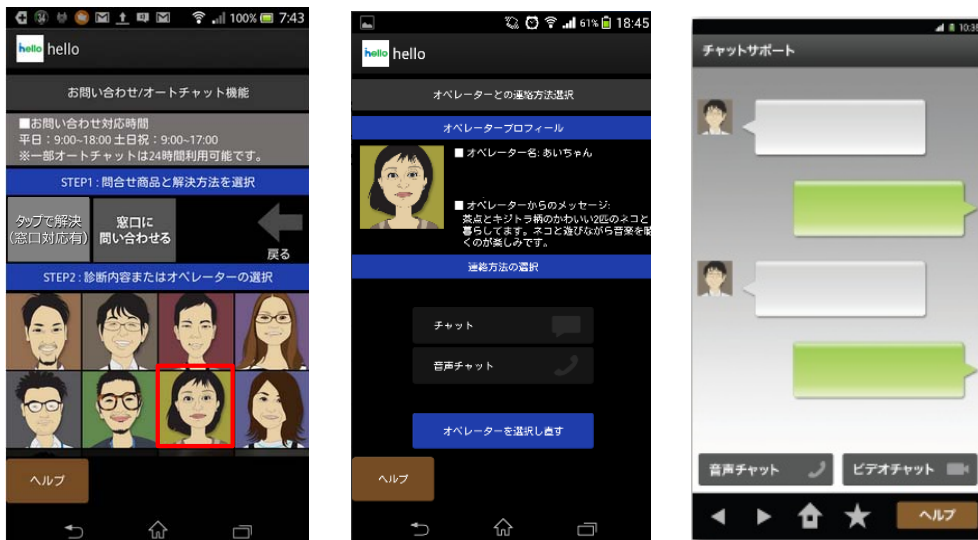 100% 7:43
hello hello
お問い合わせ/オートチャット機能
■お問い合わせ対応時間
平日：9:00~18:00 土日祝：9:00~17:00
※一部オートチャットは24時間利用可能です。
STEP1：問合せ商品と解決方法を選択
タップで解決
(窓口対応有)
窓口に
問い合わせる
戻る
STEP2：診断内容またはオペレーターの選択
ヘルプ
61% 18:45
hello hello
オペレーターとの連絡方法選択
オペレータープロフィール
■ オペレーター名: あいちゃん
■ オペレーターからのメッセージ:
茶点とキジトラ柄のかわいい2匹のネコと
暮らしてます。ネコと遊びながら音楽を聴
くのが楽しみです。
連絡方法の選択
チャット
音声チャット
オペレーターを選択し直す
ヘルプ
10:38
チャットサポート
音声チャット
ビデオチャット
ヘルプ